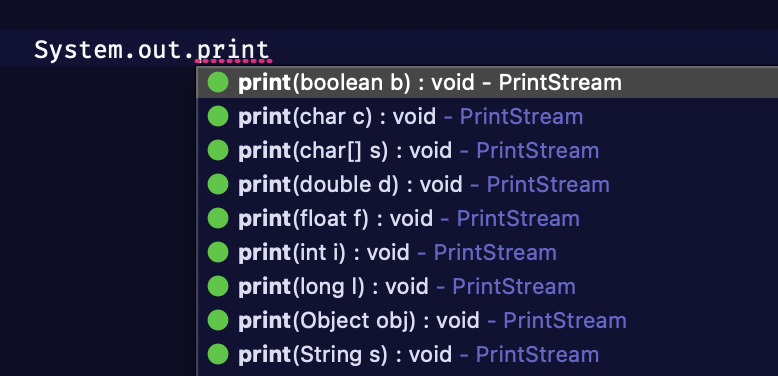 System.out.print
print(boolean b) : void - PrintStream
print(char c) : void - PrintStream
print(char[] s) : void - PrintStream
print(double d) : void - PrintStream
print(float f) : void - PrintStream
print(int i) : void - PrintStream
print(long l) : void - PrintStream
print(Object obj) : void - PrintStream
print(String s) : void - PrintStream